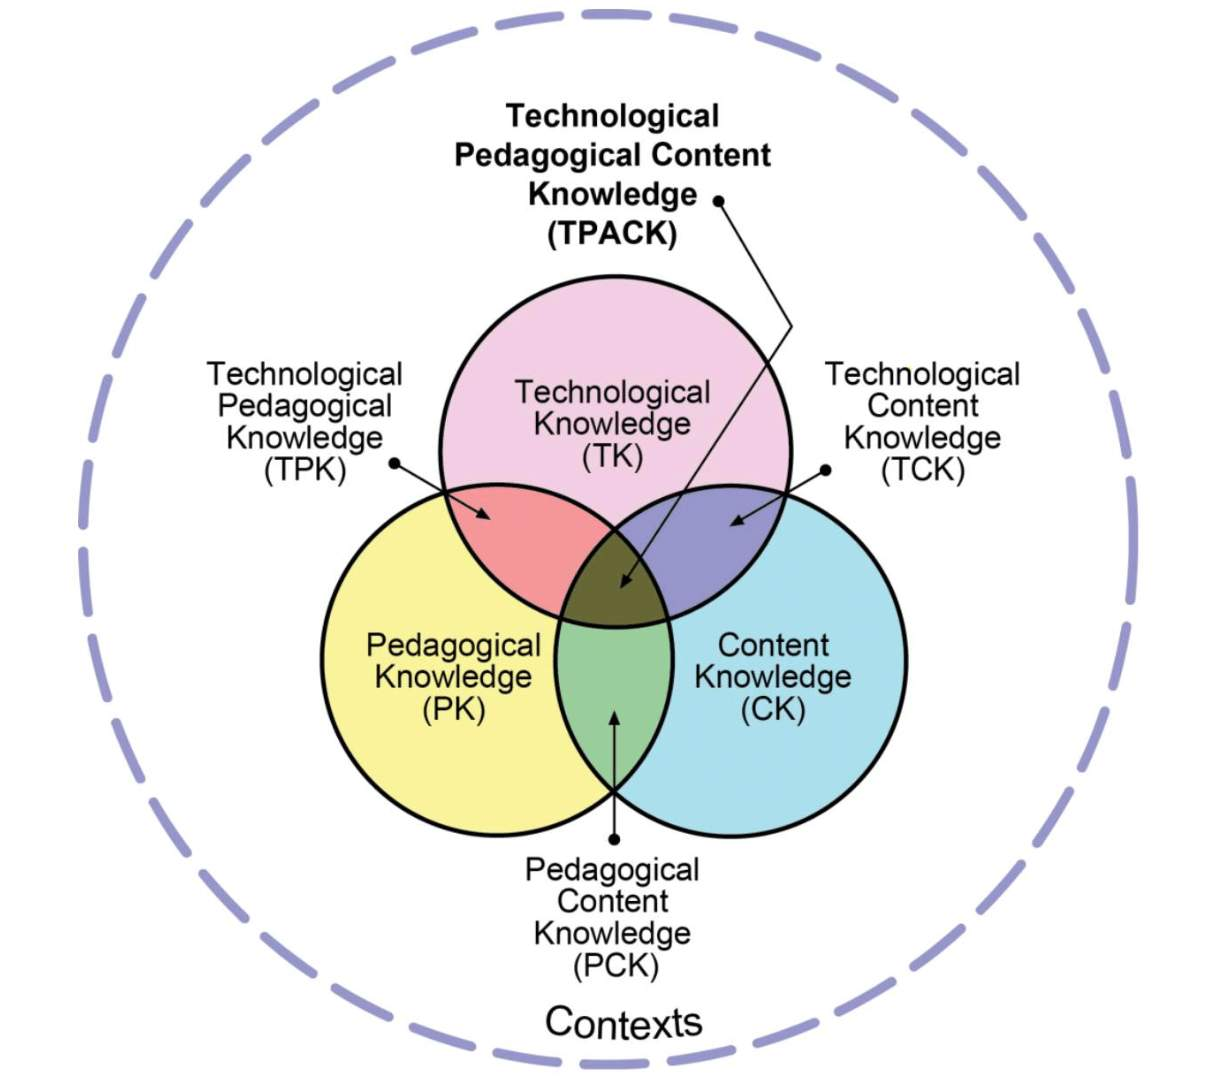 Technological
Pedagogical Content
Knowledge
(TPACK)
Technological
Pedagogical
Knowledge
(TPK)
Technological
Knowledge
(TK)
Technological
Content
Knowledge
(TCK)
Pedagogical
Knowledge
(PK)
Content
Knowledge
(CK)
Pedagogical
Content
Knowledge
(PCK)
Contexts